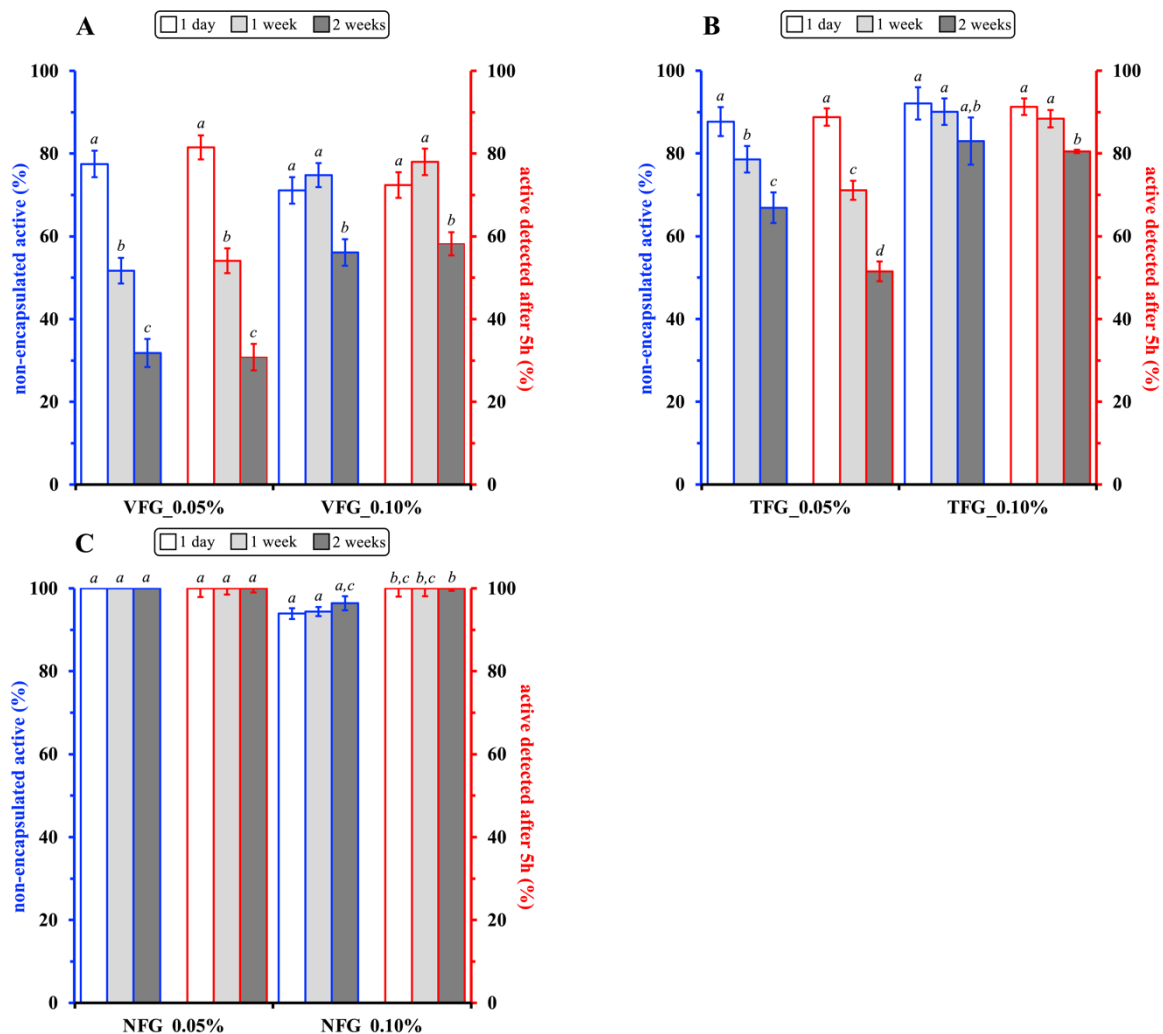 A
1 day 1 week 2 weeks
non-encapsulated active (%)
100
80
60
40
20
0
a
b
c
a
b
c
a
a
b
a
a
b
100
80
60
40
20
0
active detected after 5h (%)
VFG_0.05% VFG_0.10%
B
1 day 1 week 2 weeks
non-encapsulated active (%)
100
80
60
40
20
0
a
b
c
a
c
d
a
a
a,b
a
a
b
100
80
60
40
20
0
active detected after 5h (%)
TFG_0.05% TFG_0.10%
C
1 day 1 week 2 weeks
non-encapsulated active (%)
100
80
60
40
20
0
a a a a a a
a a a,c b,c b,c b
100
80
60
40
20
0
active detected after 5h (%)
NFG_0.05% NFG_0.10%